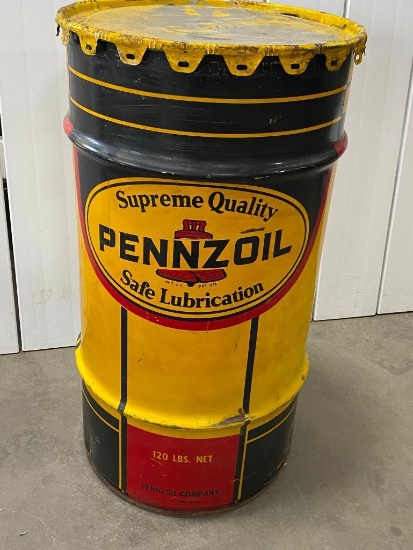 Supreme Quality
PENNZOIL
Safe Lubrication
120 LBS. NET
PENNZOIL COMPANY